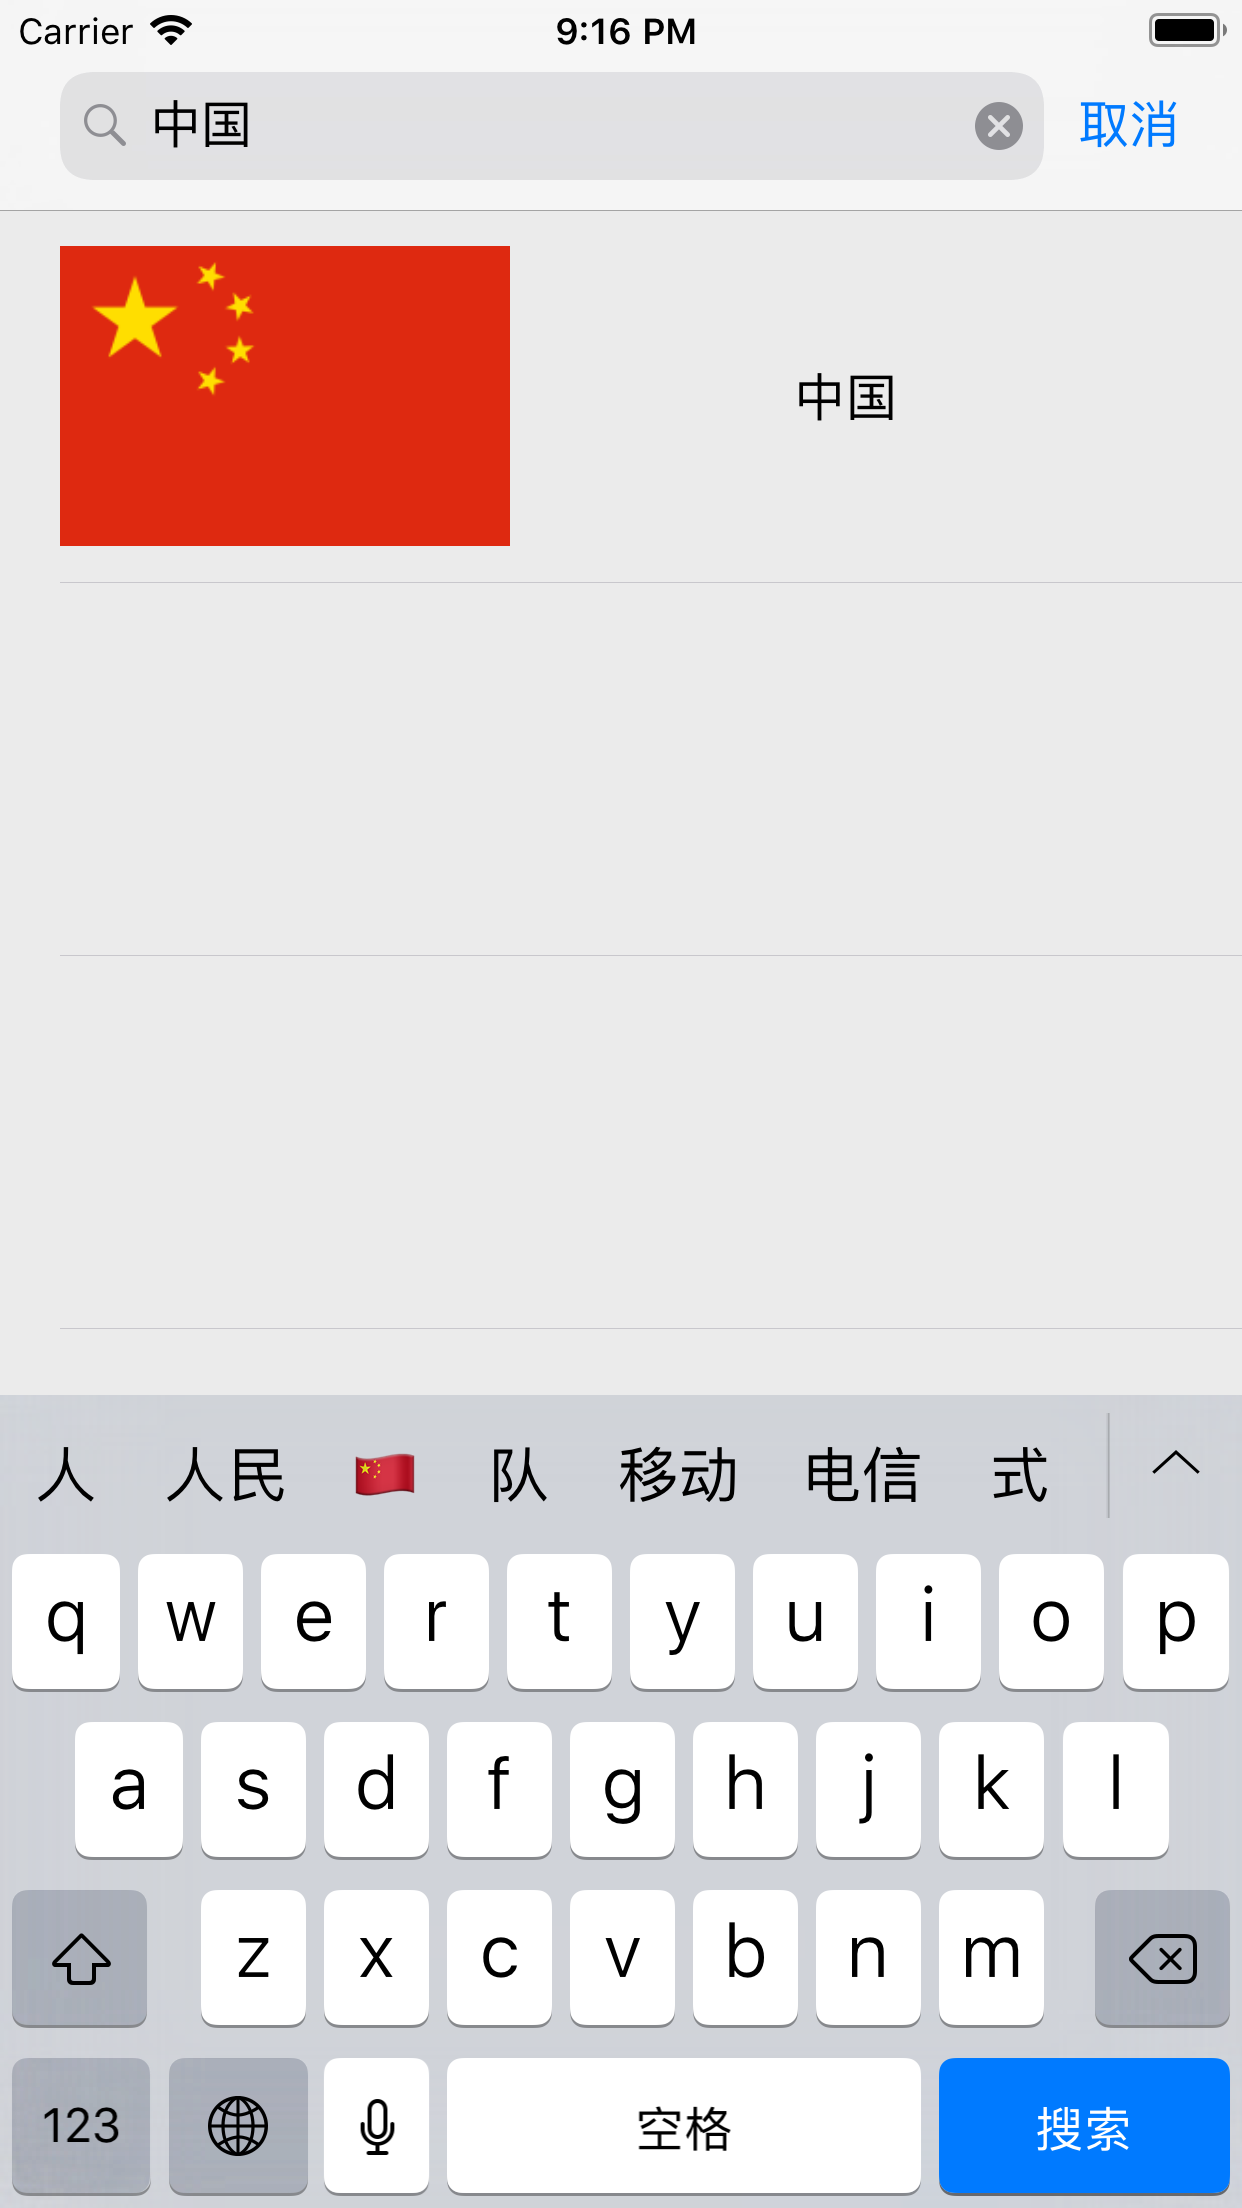 Carrier 9:16 PM
中国 取消
中国
人 人民 🇨🇳 队 移动 电信 式
q w e r t y u i o p
a s d f g h j k l
z x c v b n m
123 空格 搜索